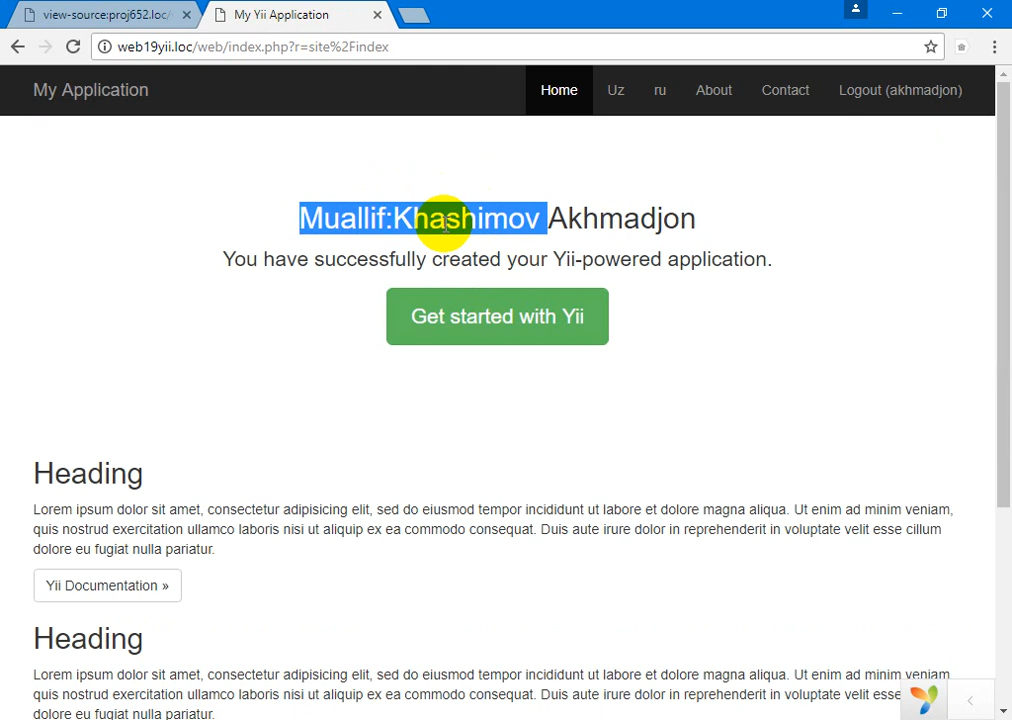 view-source:proj652.loc/
My Yii Application
web19yii.loc/web/index.php?r=site%2Findex
My Application
Home
Uz
ru
About
Contact
Logout (akhmadjon)
Muallif:Khashimov Akhmadjon
You have successfully created your Yii-powered application.
Get started with Yii
Heading
Lorem ipsum dolor sit amet, consectetur adipisicing elit, sed do eiusmod tempor incididunt ut labore et dolore magna aliqua. Ut enim ad minim veniam,
quis nostrud exercitation ullamco laboris nisi ut aliquip ex ea commodo consequat. Duis aute irure dolor in reprehenderit in voluptate velit esse cillum
dolore eu fugiat nulla pariatur.
Yii Documentation »
Heading
Lorem ipsum dolor sit amet, consectetur adipisicing elit, sed do eiusmod tempor incididunt ut labore et dolore magna aliqua. Ut enim ad minim veniam,
quis nostrud exercitation ullamco laboris nisi ut aliquip ex ea commodo consequat. Duis aute irure dolor in reprehenderit in voluptate velit esse
dolore eu fugiat nulla pariatur.